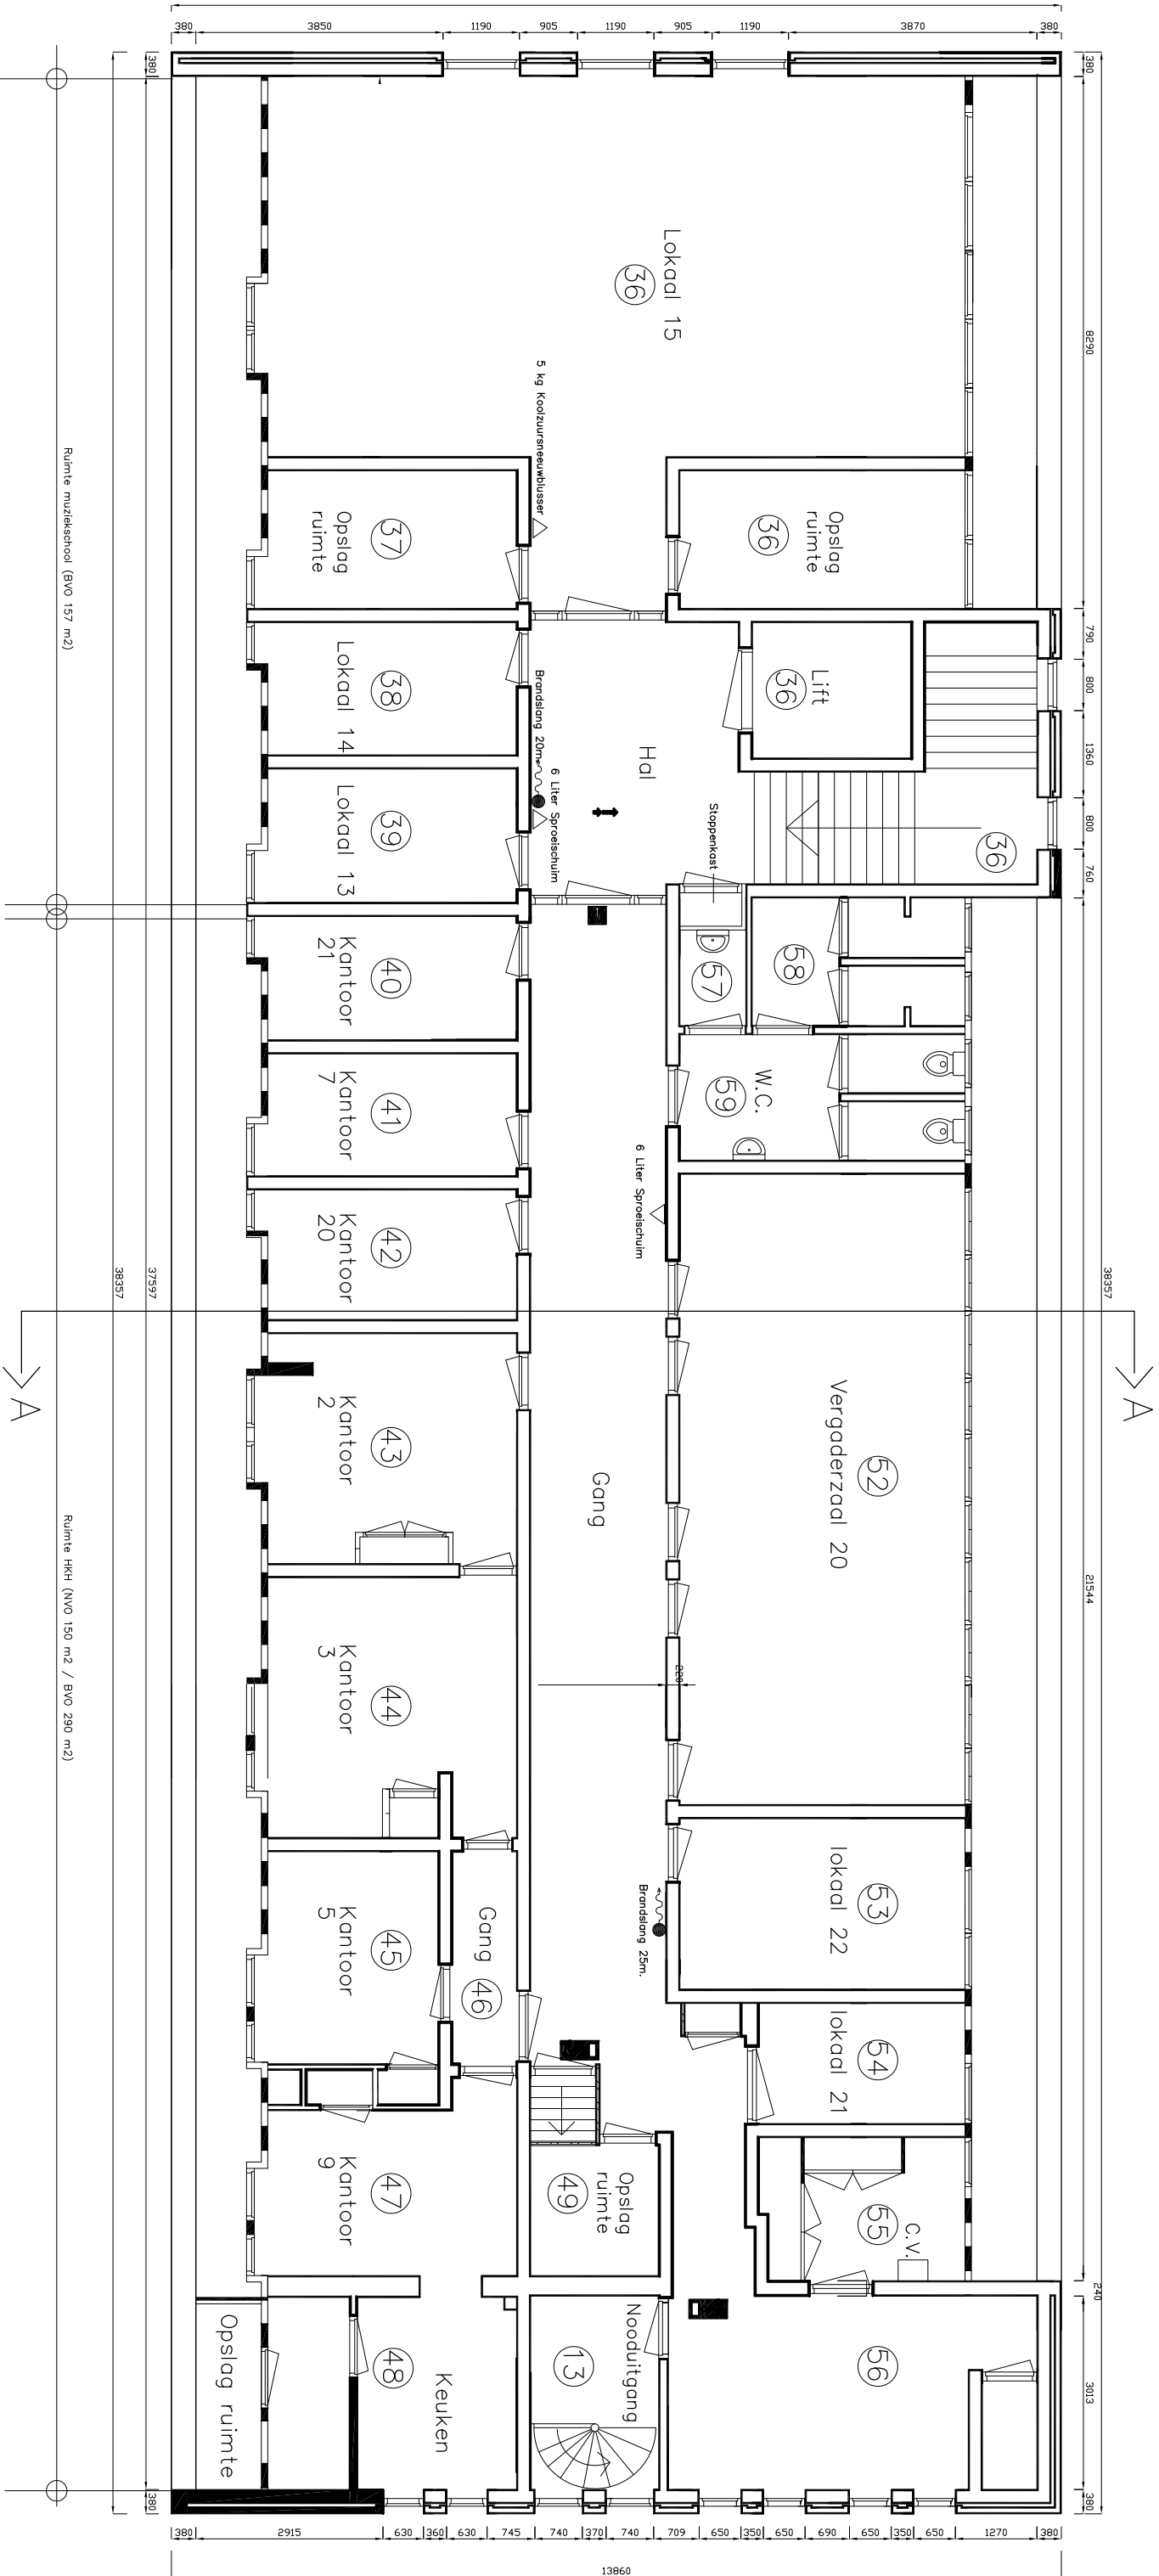 380
3850
1190
905
1190
905
1190
3870
380
380
8290
790
800
1360
800
760
38357
21544
240
3013
380
380
37597
38357
380
Ruimte muziekschool (BVO 157 m2)
Ruimte HKH (NVO 150 m2 / BVO 290 m2)
A
A
Lokaal 15
36
5 kg Koolzuursneeuwblusser
Opslag
ruimte
37
Opslag
ruimte
36
Lokaal 14
38
Brandslang 20m.
6 Liter Sproeischuim
Hal
Lift
36
Stoppenkast
36
Lokaal 13
39
Kantoor
21
40
57
58
Kantoor
7
41
W.C.
59
6 Liter Sproeischuim
Kantoor
20
42
Kantoor
2
43
Gang
Vergaderzaal 20
52
Kantoor
3
44
220
Kantoor
5
45
Gang
46
Brandslang 25m.
lokaal 22
53
lokaal 21
54
Kantoor
9
47
Opslag
ruimte
49
C.V.
55
Opslag ruimte
48
Keuken
Nooduitgang
13
56
380
2915
630
360
630
745
740
370
740
709
650
350
650
690
650
350
650
1270
380
13860